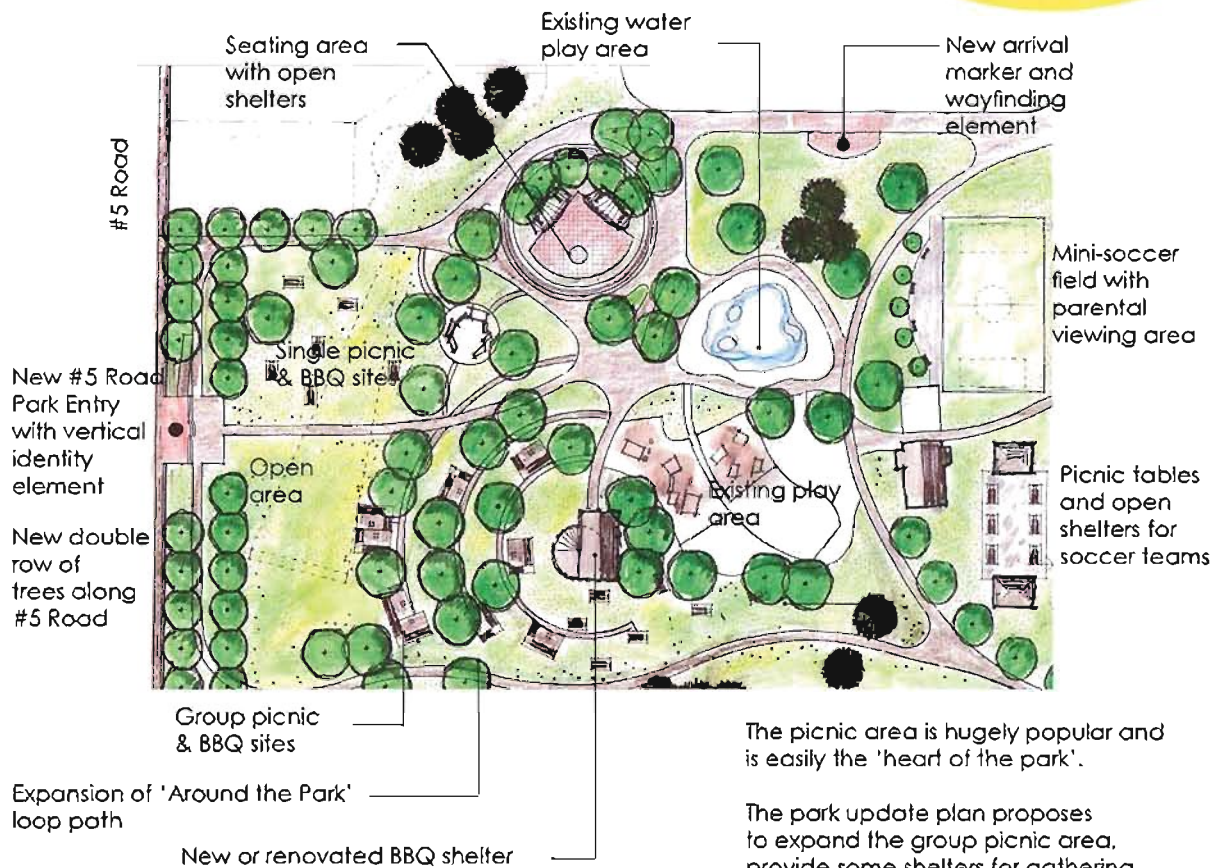 Seating area
with open
shelters
Existing water
play area
New arrival
marker and
wayfinding
element
#5 Road
Mini-soccer
field with
parental
viewing area
Single picnic
& BBQ sites
New #5 Road
Park Entry
with vertical
identity
element
Open
area
Existing play
area
Picnic tables
and open
shelters for
soccer teams
New double
row of
trees along
#5 Road
Group picnic
& BBQ sites
Expansion of 'Around the Park'
loop path
New or renovated BBQ shelter
The picnic area is hugely popular and
is easily the 'heart of the park'.
The park update plan proposes
to expand the group picnic area,
provide some shelters for gathering